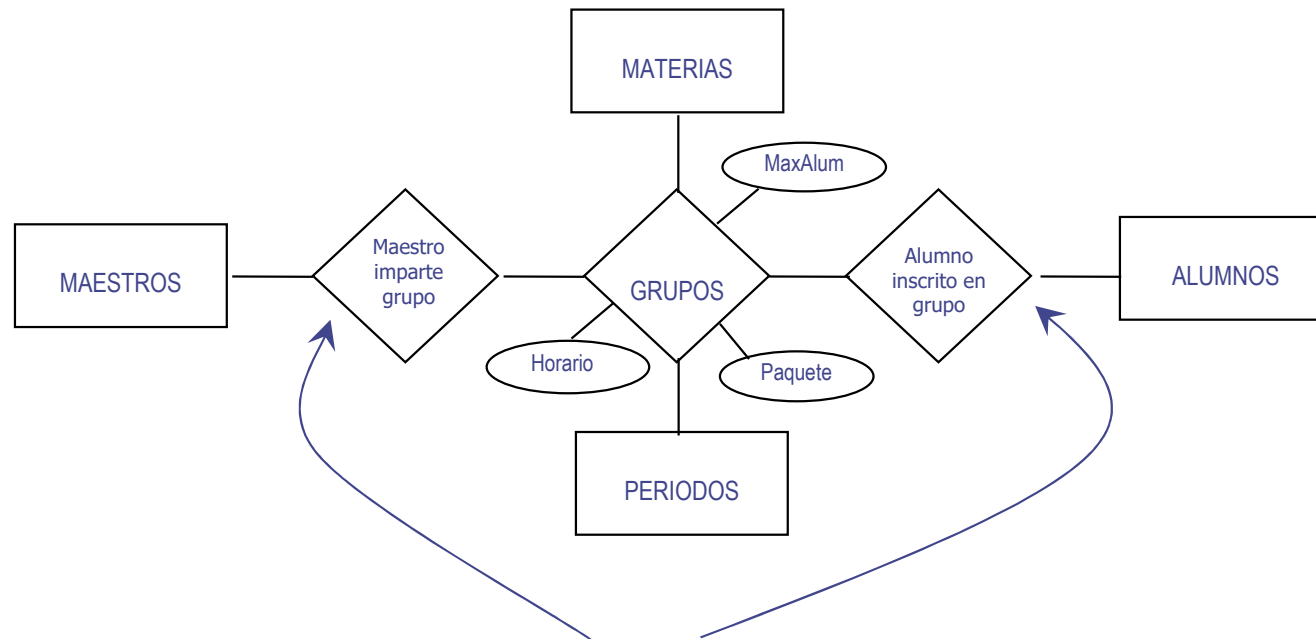 MATERIAS
MaxAlum
MAESTROS
Maestro
imparte
grupo
GRUPOS
Alumno
inscrito en
grupo
ALUMNOS
Horario
Paquete
PERIODOS